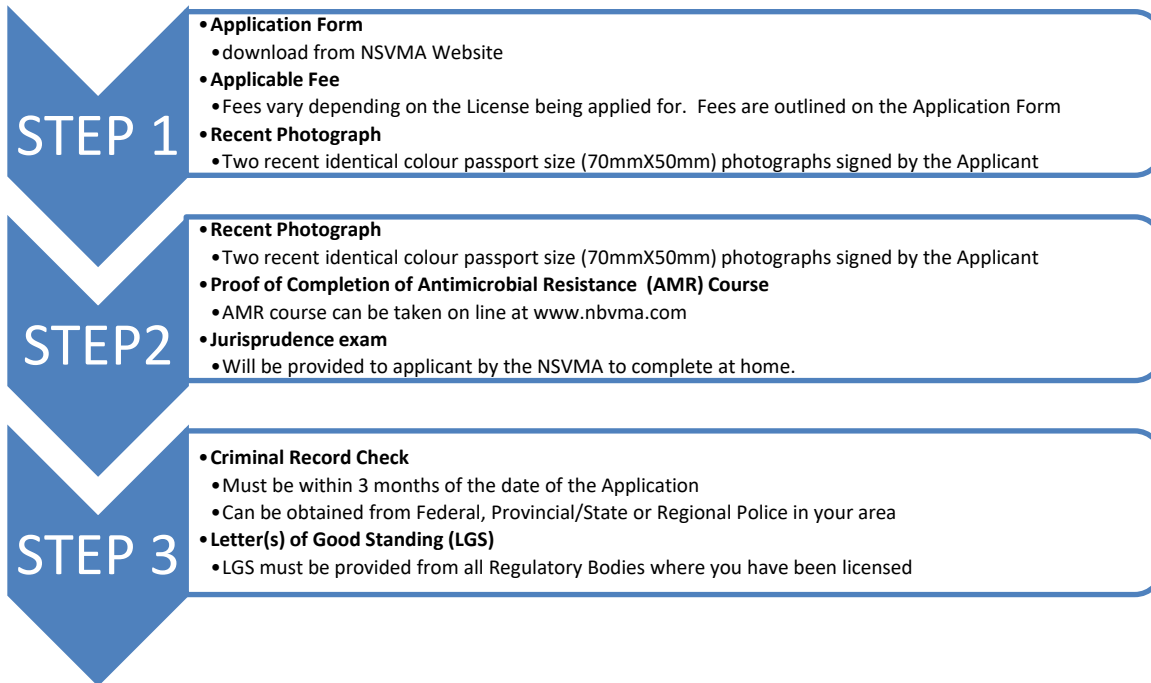 STEP 1
•Application Form
•download from NSVMA Website
•Applicable Fee
•Fees vary depending on the License being applied for.  Fees are outlined on the Application Form
•Recent Photograph
•Two recent identical colour passport size (70mmX50mm) photographs signed by the Applicant
STEP2
•Recent Photograph
•Two recent identical colour passport size (70mmX50mm) photographs signed by the Applicant
•Proof of Completion of Antimicrobial Resistance  (AMR) Course
•AMR course can be taken on line at www.nbvma.com
•Jurisprudence exam
•Will be provided to applicant by the NSVMA to complete at home.
STEP 3
•Criminal Record Check
•Must be within 3 months of the date of the Application
•Can be obtained from Federal, Provincial/State or Regional Police in your area
•Letter(s) of Good Standing (LGS)
•LGS must be provided from all Regulatory Bodies where you have been licensed